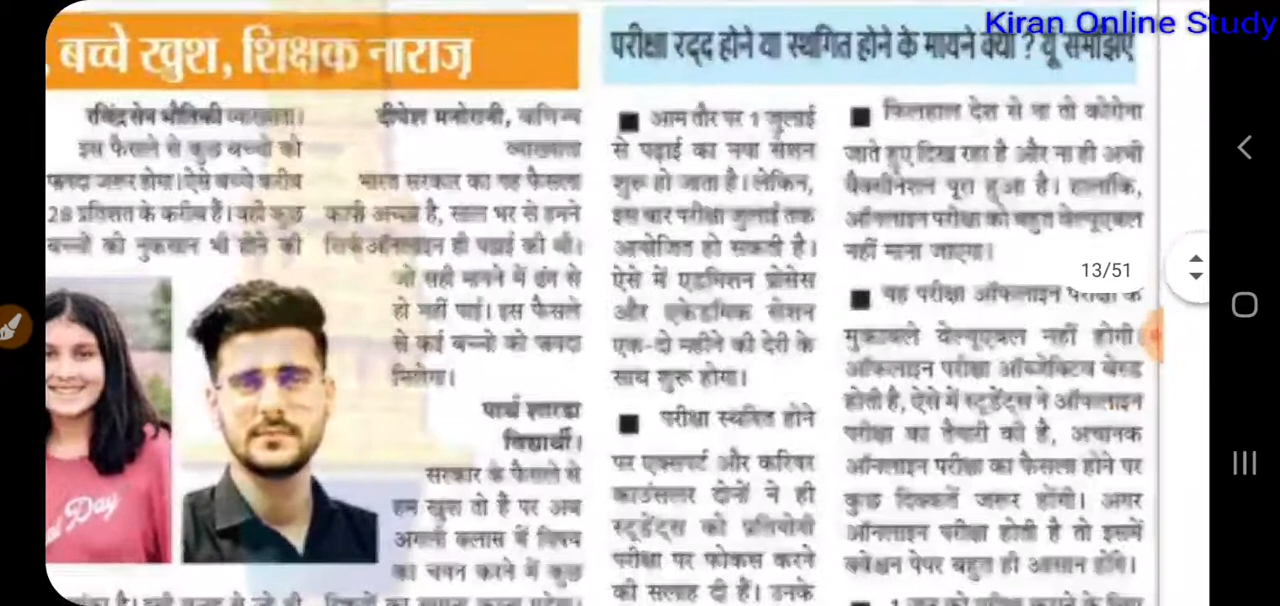 Kiran Online Study
, बच्चे खुश, शिक्षक नाराज़
रविंद्र सेन भौतिकी व्याख्याता।
इस फैसले से कुछ बच्चों को
फायदा जरूर होगा। ऐसे बच्चे करीब
28 प्रतिशत के करीब हैं। वहीं कुछ
बच्चों को नुकसान भी होने की
दीपेश मनोरानी, वाणिज्य
व्याख्याता
भारत सरकार का यह फैसला
काफी अच्छा है, साल भर से हमने
सिर्फ ऑनलाइन ही पढ़ाई की थी।
जो सही मायने में ढंग से
हो नहीं पाई। इस फैसले
से कई बच्चों को फायदा
मिलेगा।
पार्थ शारदा
विद्यार्थी।
सरकार के फैसले से
हम खुश तो है पर अब
अगली क्लास में विषय
का चयन करने में कुछ
परीक्षा रद्द होने या स्थगित होने के मायने क्या ? यूं समझिए
■ आम तौर पर 1 जुलाई
से पढ़ाई का नया सेशन
शुरू हो जाता है। लेकिन,
इस बार परीक्षा जुलाई तक
आयोजित हो सकती है।
ऐसे में एडमिशन प्रोसेस
और एकेडमिक सेशन
एक-दो महीने की देरी के
साथ शुरू होगा।
■ परीक्षा स्थगित होने
पर एक्सपर्ट और करियर
काउंसलर दोनों ने ही
स्टूडेंट्स को प्रतियोगी
परीक्षा पर फोकस करने
की सलाह दी है। उनके
■ फिलहाल देश से ना तो कोरोना
जाते हुए दिख रहा है और ना ही अभी
वैक्सीनेशन पूरा हुआ है। हालांकि,
ऑनलाइन परीक्षा को बहुत वेल्यूएबल
नहीं माना जाएगा।
■ यह परीक्षा ऑफलाइन परीक्षा के
मुकाबले वेल्यूएबल नहीं होगी।
ऑफलाइन परीक्षा ऑब्जेक्टिव बेस्ड
होती है, ऐसे में स्टूडेंट्स ने ऑफलाइन
परीक्षा की तैयारी की है, अचानक
ऑनलाइन परीक्षा का फैसला होने पर
कुछ दिक्कतें जरूर होंगी। अगर
ऑनलाइन परीक्षा होती है तो इसमें
क्वेश्चन पेपर बहुत ही आसान होंगे।
13/51